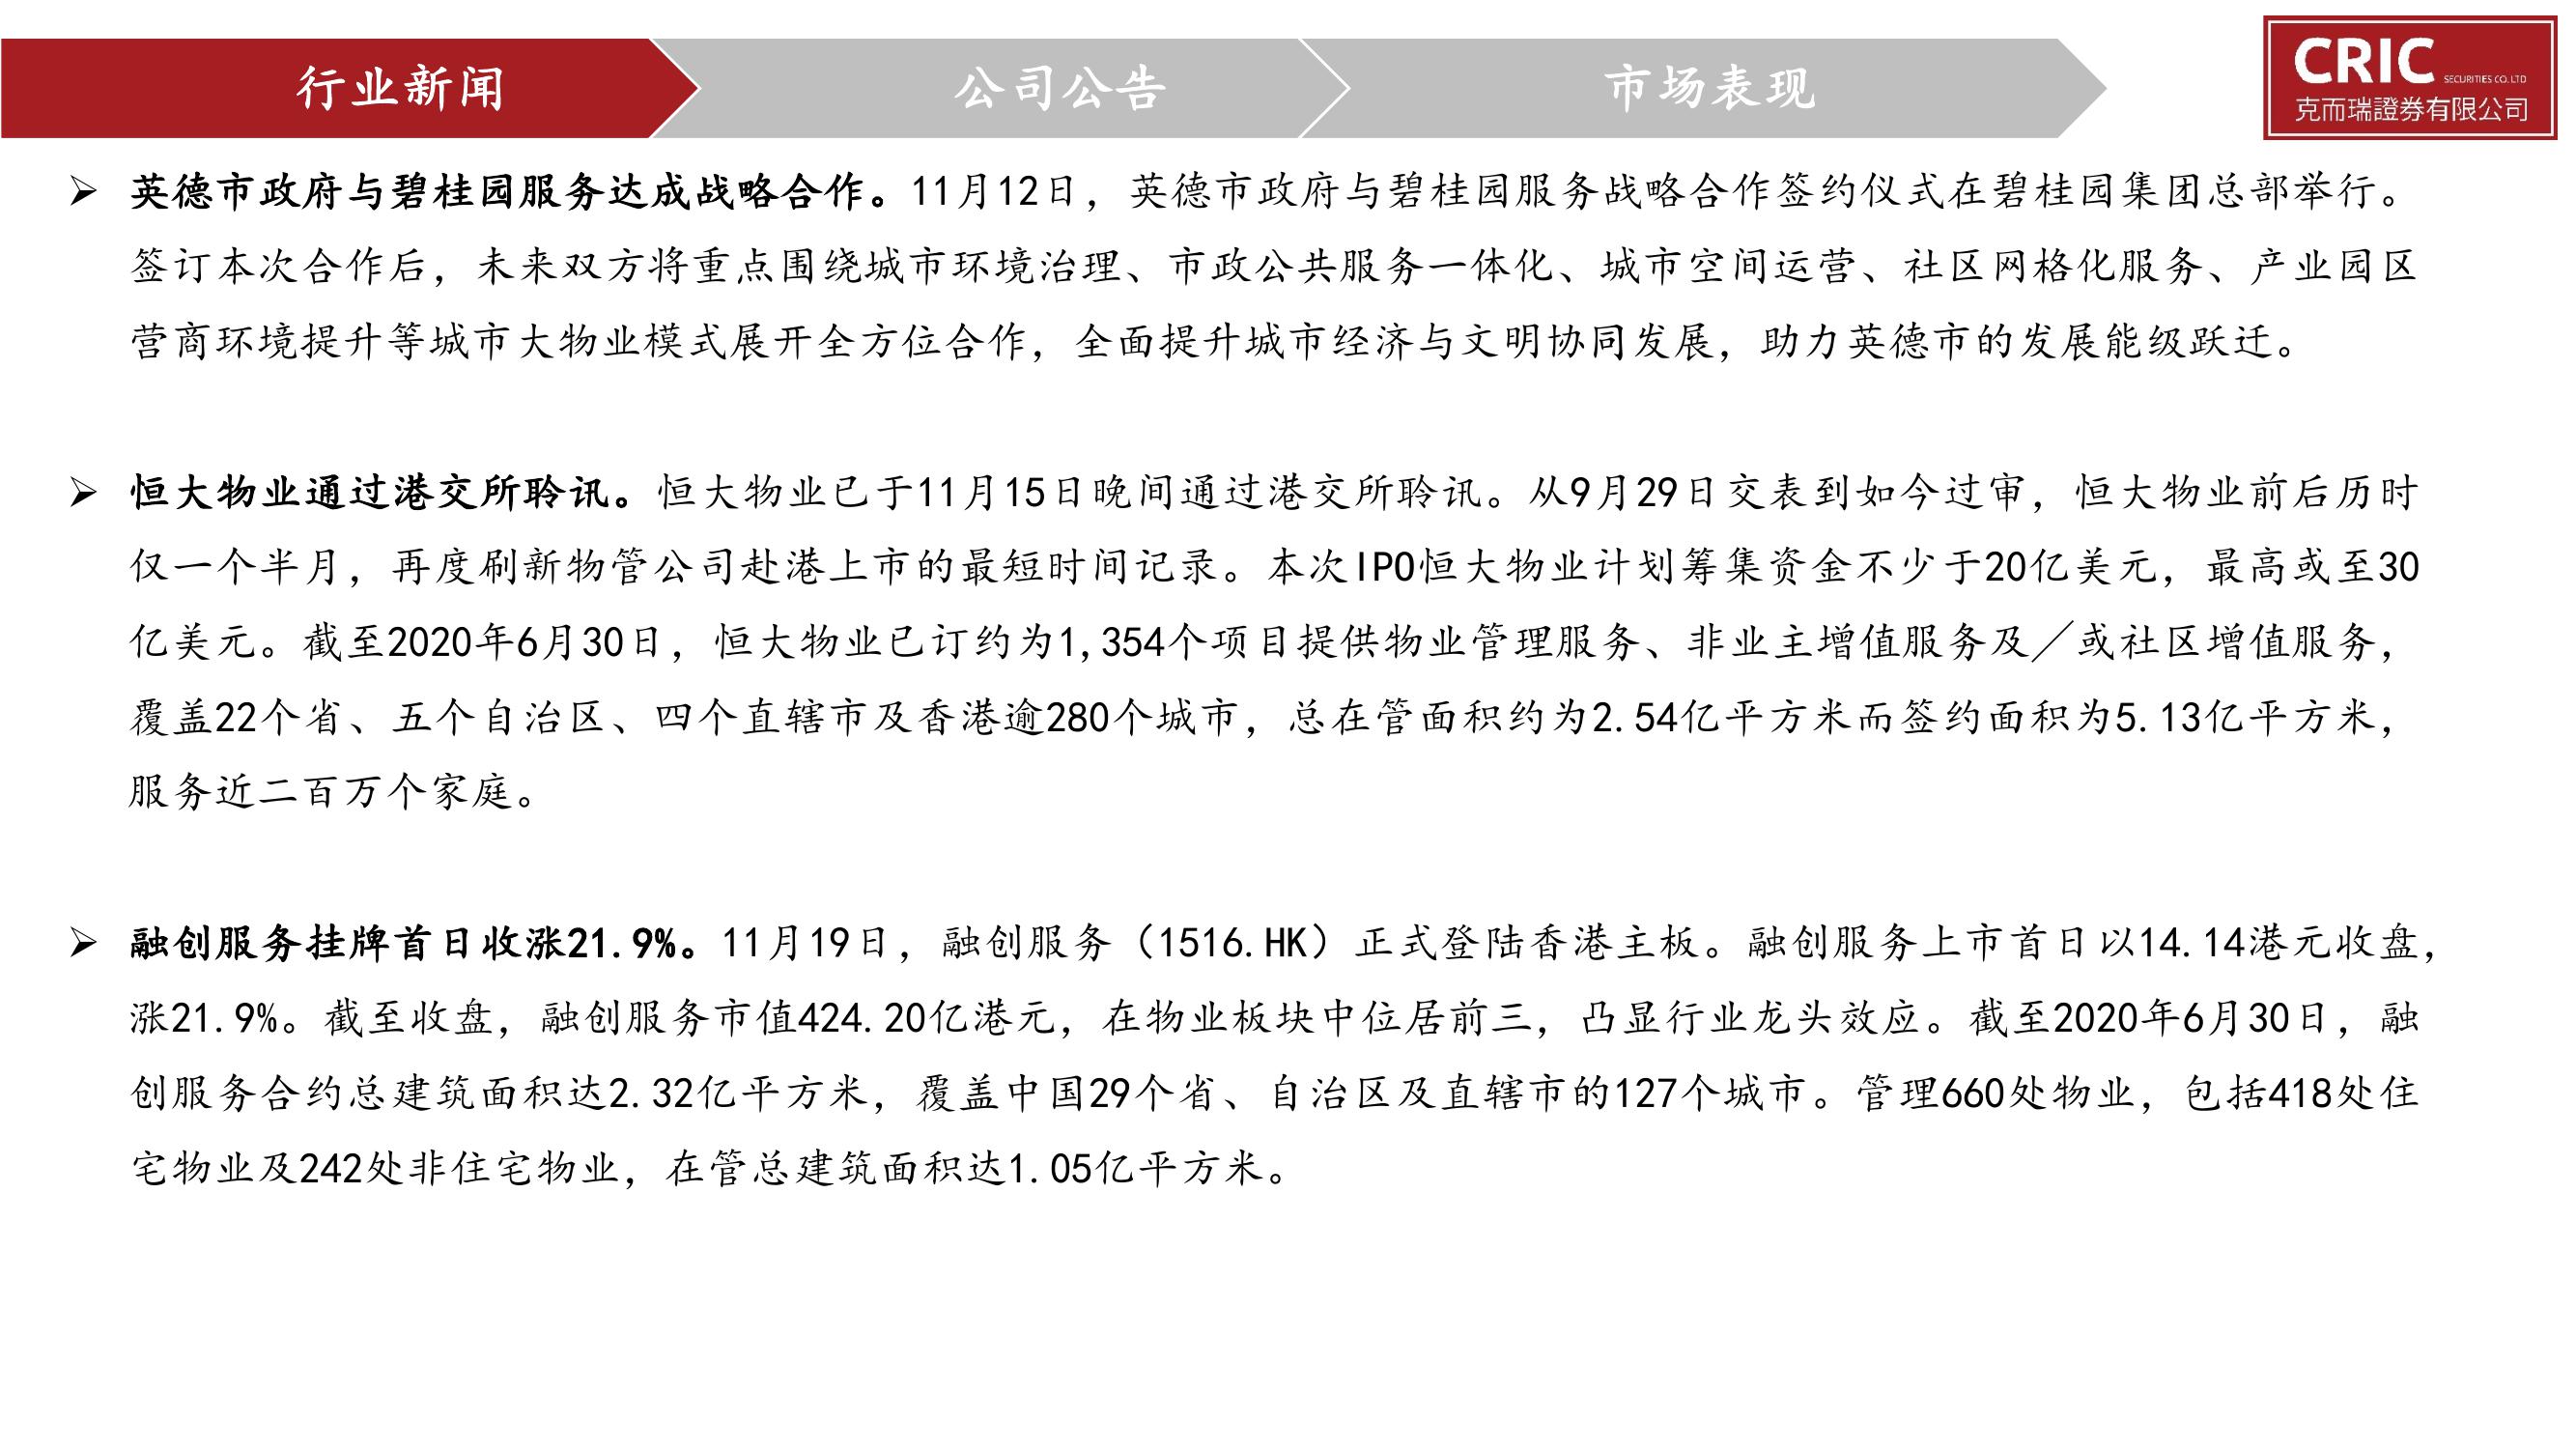 行业新闻
公司公告
市场表现
CRIC SECURITIES CO.LTD
克而瑞證券有限公司
➢ 英德市政府与碧桂园服务达成战略合作。11月12日，英德市政府与碧桂园服务战略合作签约仪式在碧桂园集团总部举行。
签订本次合作后，未来双方将重点围绕城市环境治理、市政公共服务一体化、城市空间运营、社区网格化服务、产业园区
营商环境提升等城市大物业模式展开全方位合作，全面提升城市经济与文明协同发展，助力英德市的发展能级跃迁。
➢ 恒大物业通过港交所聆讯。恒大物业已于11月15日晚间通过港交所聆讯。从9月29日交表到如今过审，恒大物业前后历时
仅一个半月，再度刷新物管公司赴港上市的最短时间记录。本次IPO恒大物业计划筹集资金不少于20亿美元，最高或至30
亿美元。截至2020年6月30日，恒大物业已订约为1,354个项目提供物业管理服务、非业主增值服务及╱或社区增值服务，
覆盖22个省、五个自治区、四个直辖市及香港逾280个城市，总在管面积约为2.54亿平方米而签约面积为5.13亿平方米，
服务近二百万个家庭。
➢ 融创服务挂牌首日收涨21.9%。11月19日，融创服务（1516.HK）正式登陆香港主板。融创服务上市首日以14.14港元收盘，
涨21.9%。截至收盘，融创服务市值424.20亿港元，在物业板块中位居前三，凸显行业龙头效应。截至2020年6月30日，融
创服务合约总建筑面积达2.32亿平方米，覆盖中国29个省、自治区及直辖市的127个城市。管理660处物业，包括418处住
宅物业及242处非住宅物业，在管总建筑面积达1.05亿平方米。